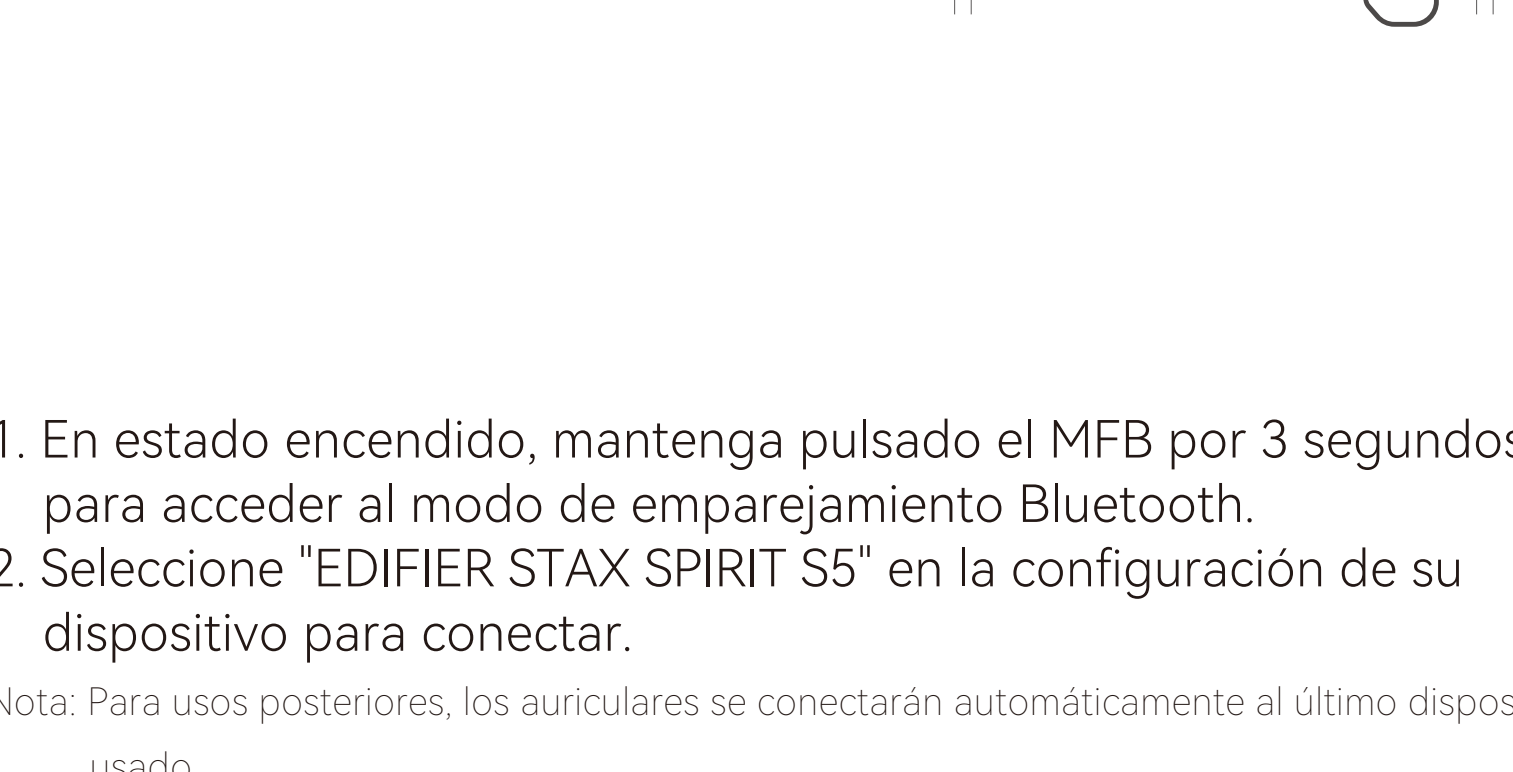 1. En estado encendido, mantenga pulsado el MFB por 3 segundos
para acceder al modo de emparejamiento Bluetooth.
2. Seleccione "EDIFIER STAX SPIRIT S5" en la configuración de su
dispositivo para conectar.
Nota: Para usos posteriores, los auriculares se conectarán automáticamente al último dispos
usado